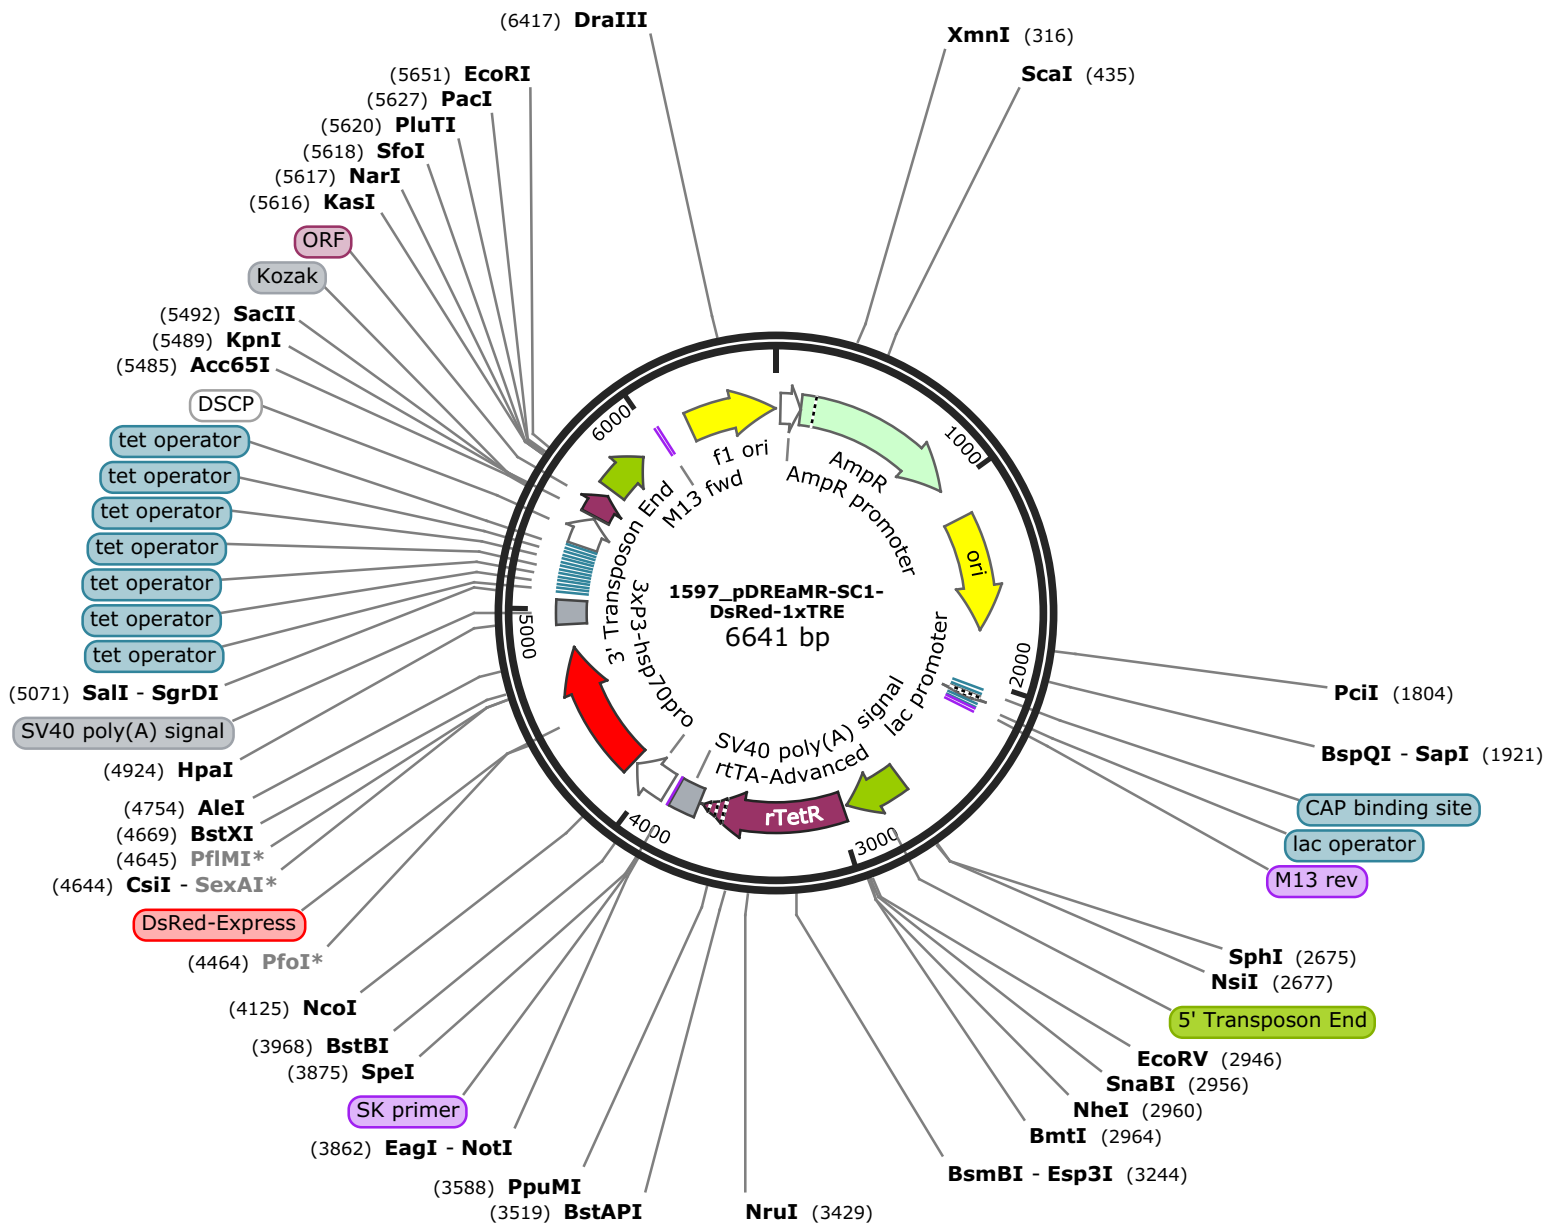 (6417) DraIII
XmnI (316)
ScaI (435)
(5651) EcoRI
(5627) PacI
(5620) PluTI
(5618) SfoI
(5617) NarI
(5616) KasI
ORF
Kozak
(5492) SacII
(5489) KpnI
(5485) Acc65I
DSCP
tet operator
tet operator
tet operator
tet operator
tet operator
tet operator
tet operator
(5071) SalI - SgrDI
SV40 poly(A) signal
(4924) HpaI
(4754) AleI
(4669) BstXI
(4645) PflMI*
(4644) CsiI - SexAI*
DsRed-Express
(4464) PfoI*
(4125) NcoI
(3968) BstBI
(3875) SpeI
SK primer
(3862) EagI - NotI
(3588) PpuMI
(3519) BstAPI
NruI (3429)
BsmBI - Esp3I (3244)
BmtI (2964)
NheI (2960)
SnaBI (2956)
EcoRV (2946)
5' Transposon End
NsiI (2677)
SphI (2675)
M13 rev
lac operator
CAP binding site
BspQI - SapI (1921)
PciI (1804)
1000
2000
3000
4000
5000
6000
f1 ori
M13 fwd
AmpR
AmpR promoter
ori
lac promoter
3' Transposon End
3xP3-hsp70pro
SV40 poly(A) signal
rtTA-Advanced
rTetR
1597_pDREaMR-SC1-
DsRed-1xTRE
6641 bp